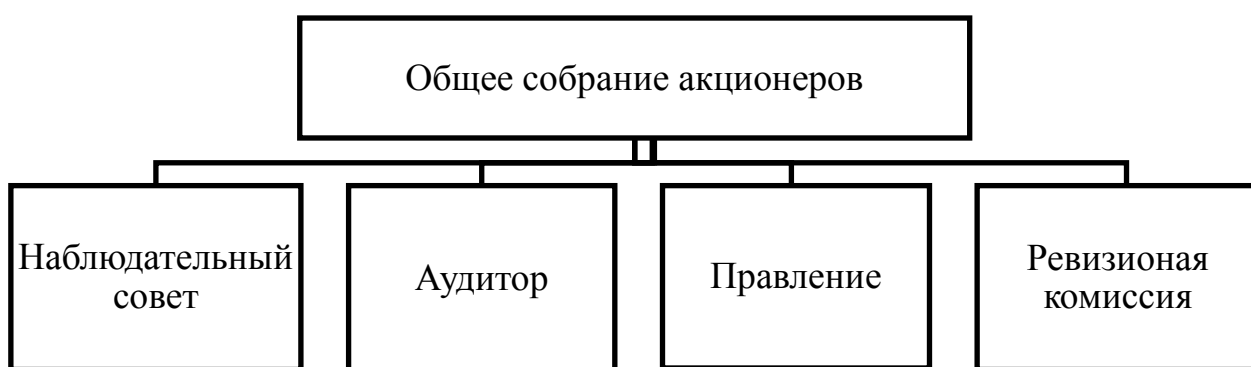 Общее собрание акционеров
Наблюдательный
совет
Аудитор
Правление
Ревизионая
комиссия